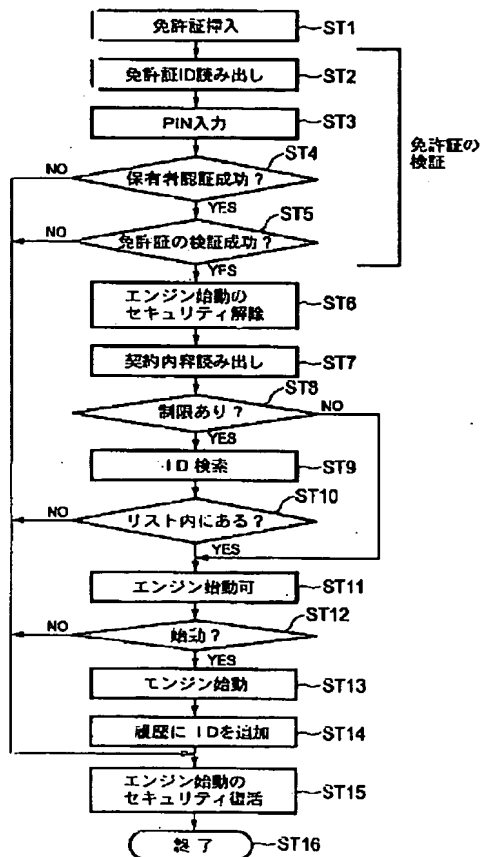 免許証挿入 ST1
免許証ID読み出し ST2
PIN入力 ST3
免許証の
検証
ST4
保有者認証成功？ NO
YES
ST5
免許証の検証成功？ NO
YES
エンジン始動の
セキュリティ解除 ST6
契約内容読み出し ST7
ST8
制限あり？ NO
YES
ID検索 ST9
ST10
リスト内にある？ NO
YES
エンジン始動可 ST11
ST12
始動？ NO
YES
エンジン始動 ST13
履歴にIDを追加 ST14
エンジン始動の
セキュリティ復活 ST15
終了 ST16